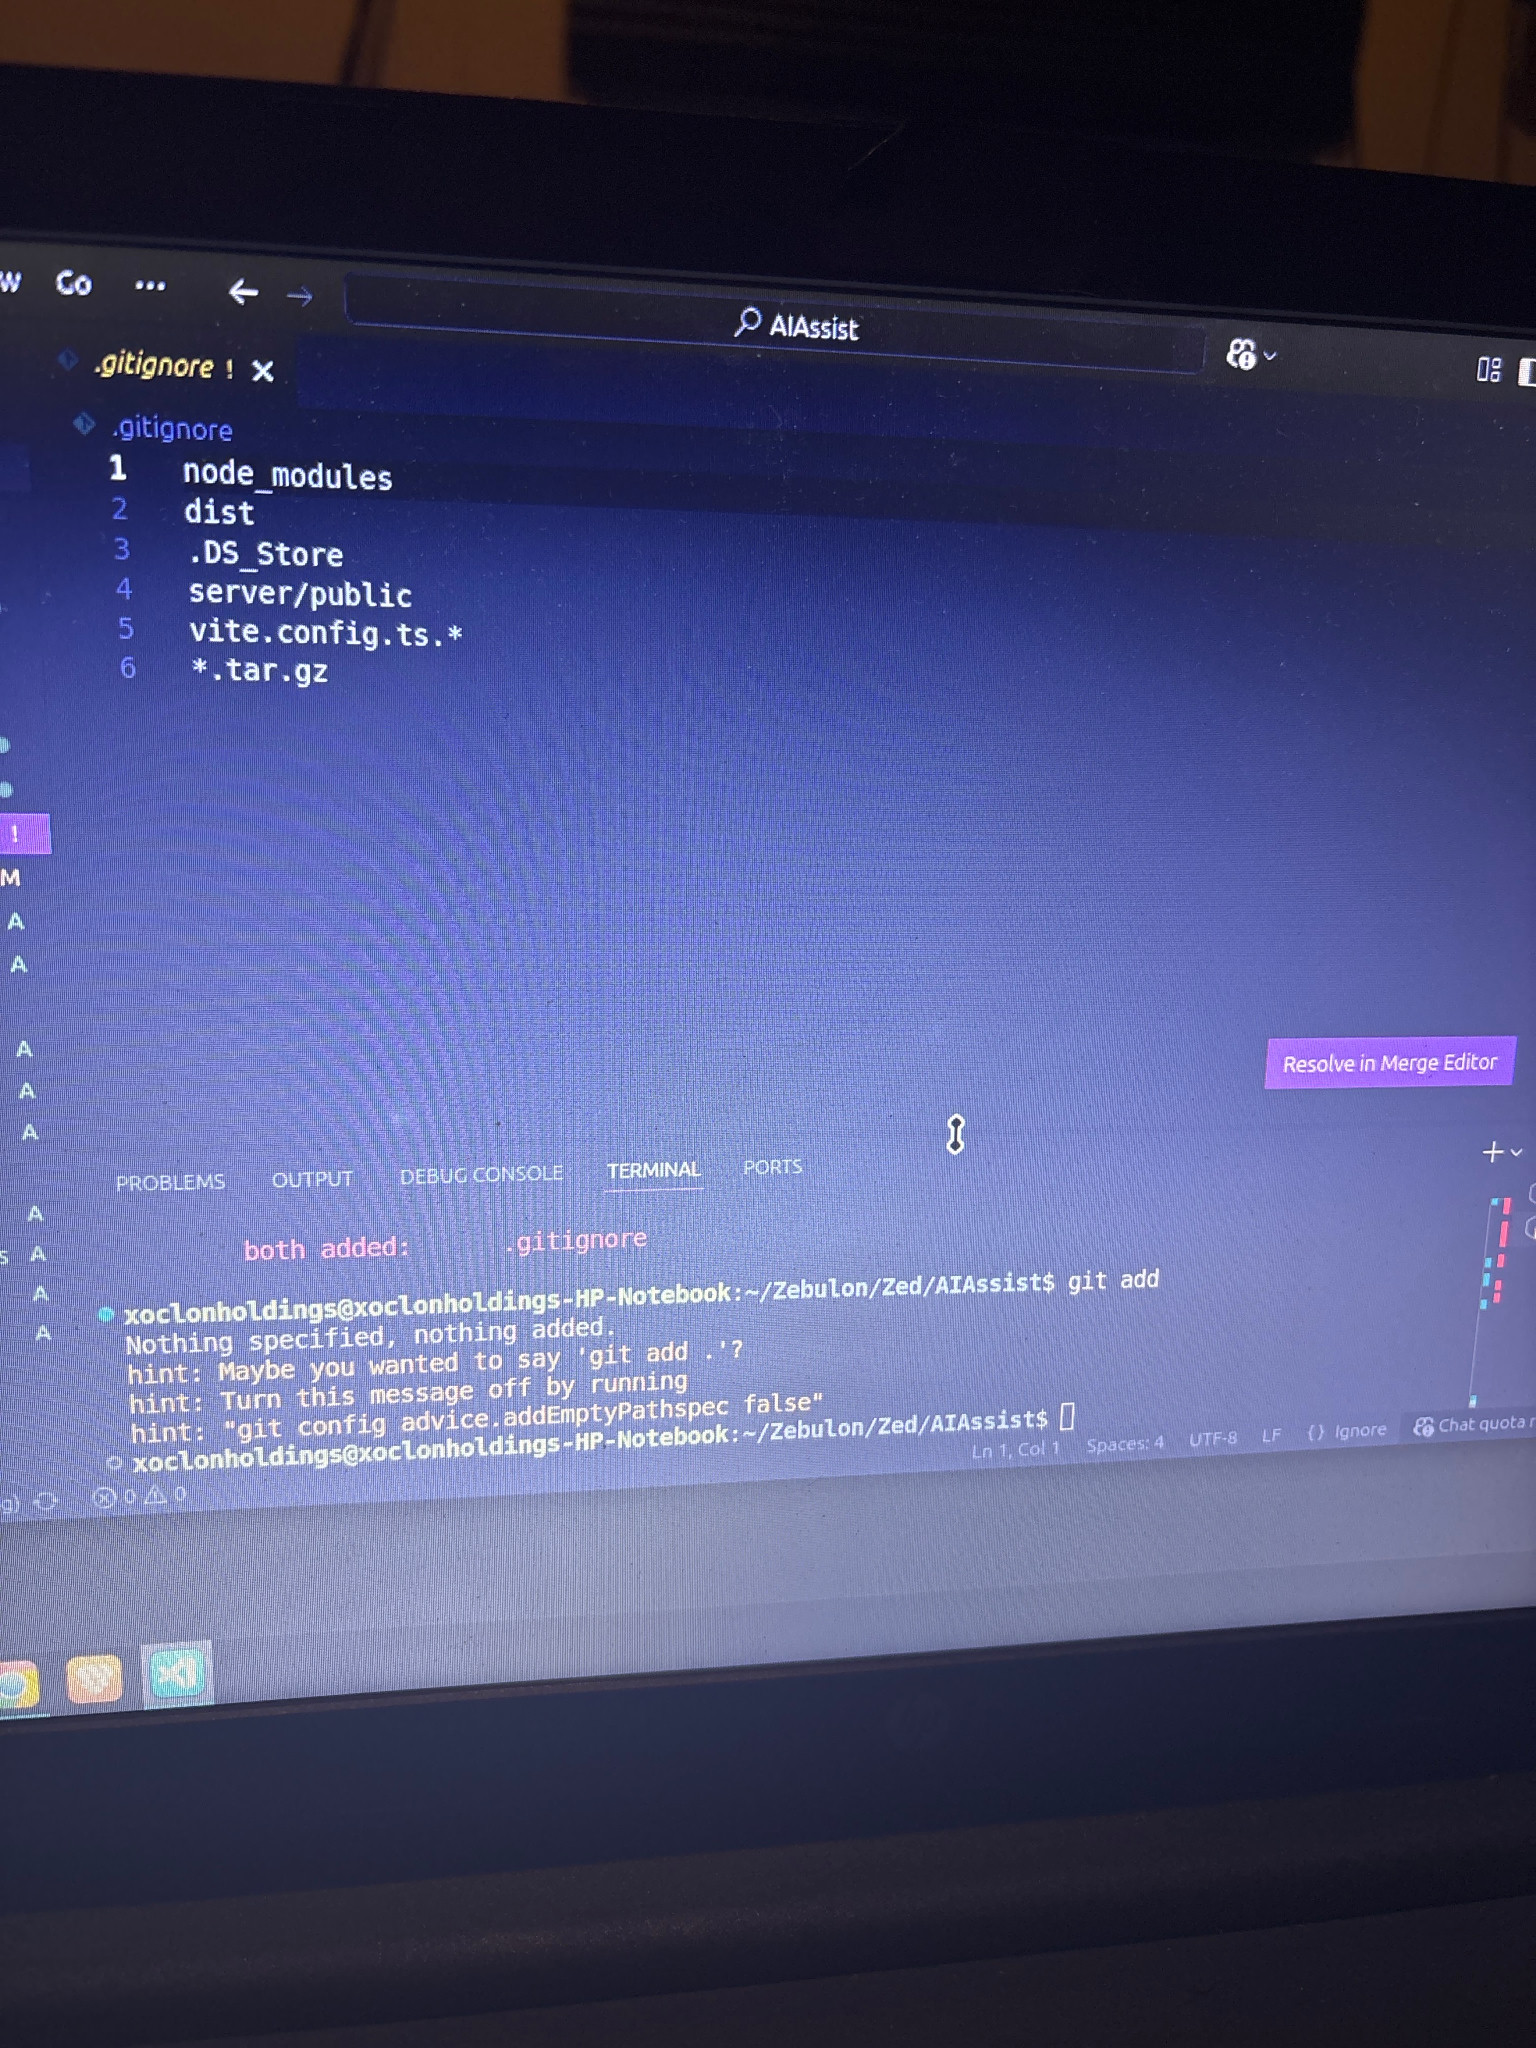 Go ... ← → AIAssist
.gitignore ! X
.gitignore
1 node_modules
2 dist
3 .DS_Store
4 server/public
5 vite.config.ts.*
6 *.tar.gz
!
M
A
A
A
A
A
Resolve in Merge Editor
PROBLEMS OUTPUT DEBUG CONSOLE TERMINAL PORTS
A
both added: .gitignore
S A
xoclonholdings@xoclonholdings-HP-Notebook:~/Zebulon/Zed/AIAssist$ git add
A
Nothing specified, nothing added.
A
hint: Maybe you wanted to say 'git add .'?
hint: Turn this message off by running
hint: "git config advice.addEmptyPathspec false"
xoclonholdings@xoclonholdings-HP-Notebook:~/Zebulon/Zed/AIAssist$
g) 0 0 Ln 1, Col 1 Spaces: 4 UTF-8 LF {} Ignore Chat quota r